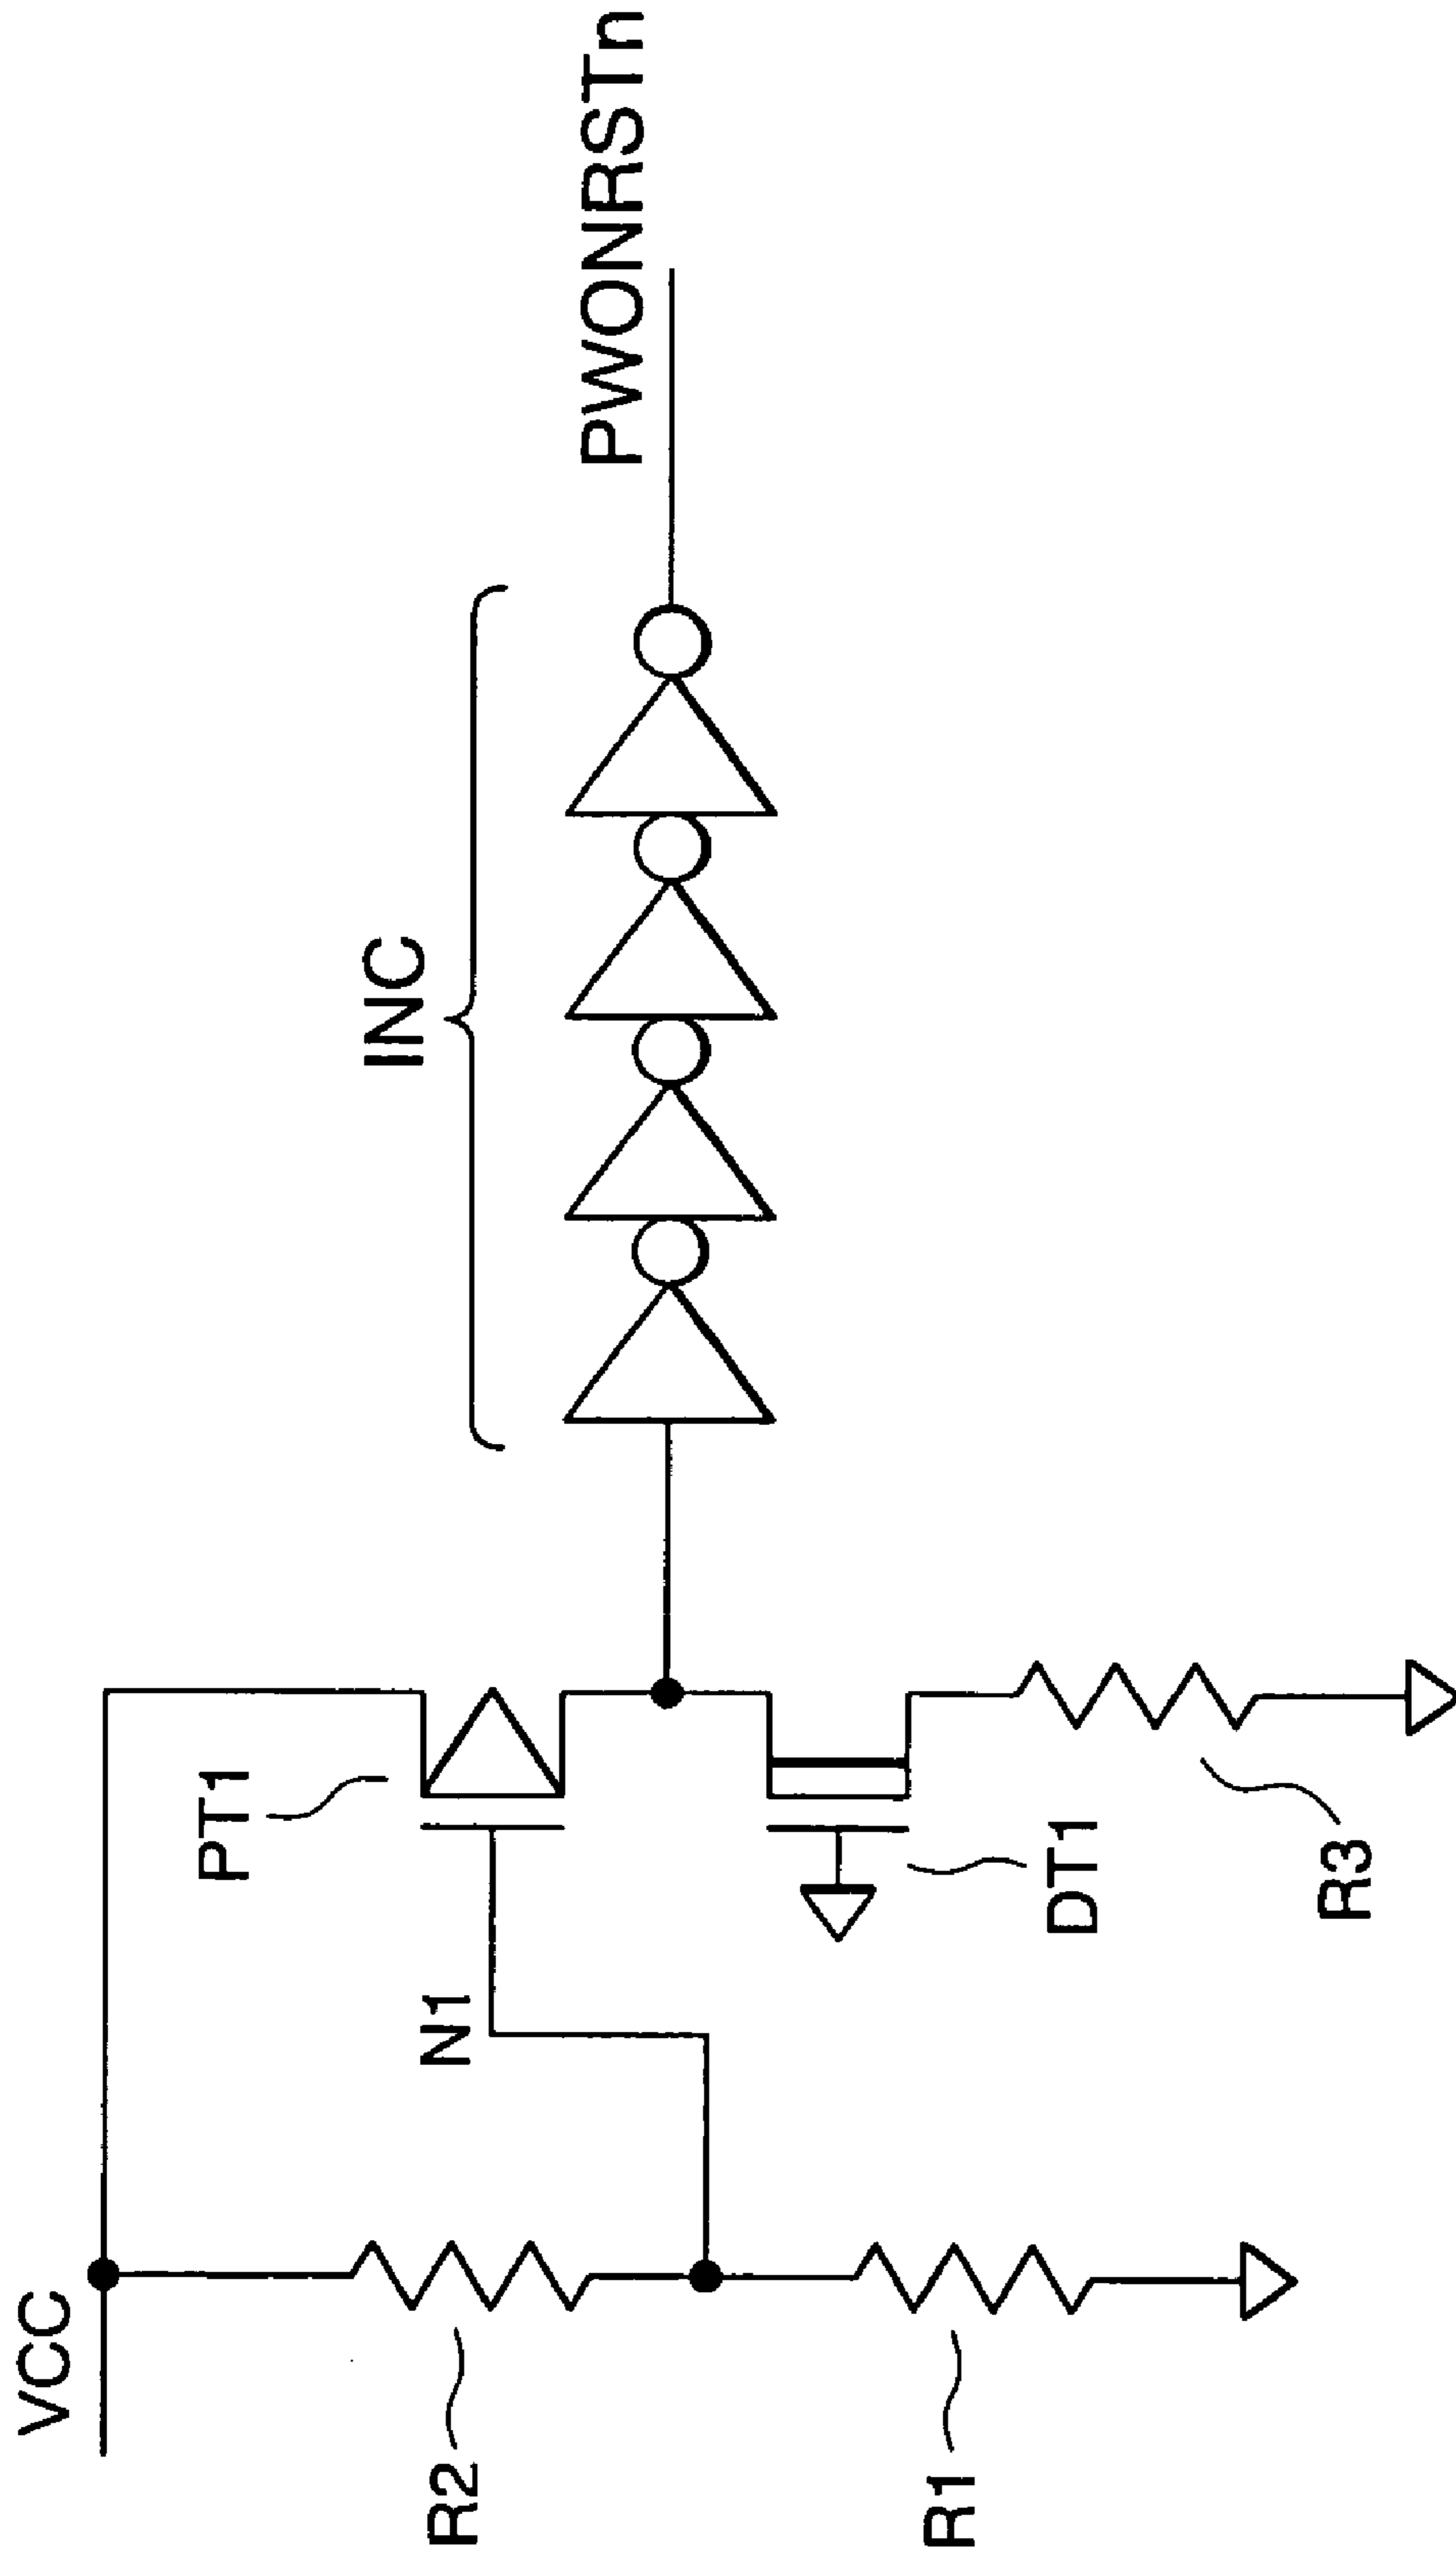 VCC
R2
R1
N1
PT1
DT1
R3
INC
PWONRSTn